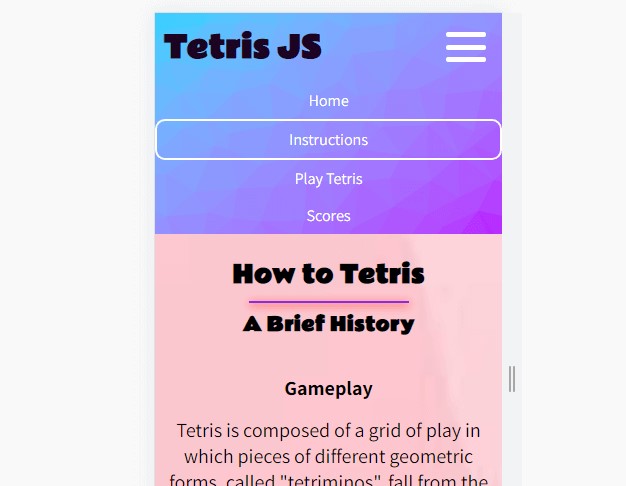 Tetris JS
Home
Instructions
Play Tetris
Scores
How to Tetris
A Brief History
Gameplay
Tetris is composed of a grid of play in
which pieces of different geometric
forms, called "tetriminos", fall from the